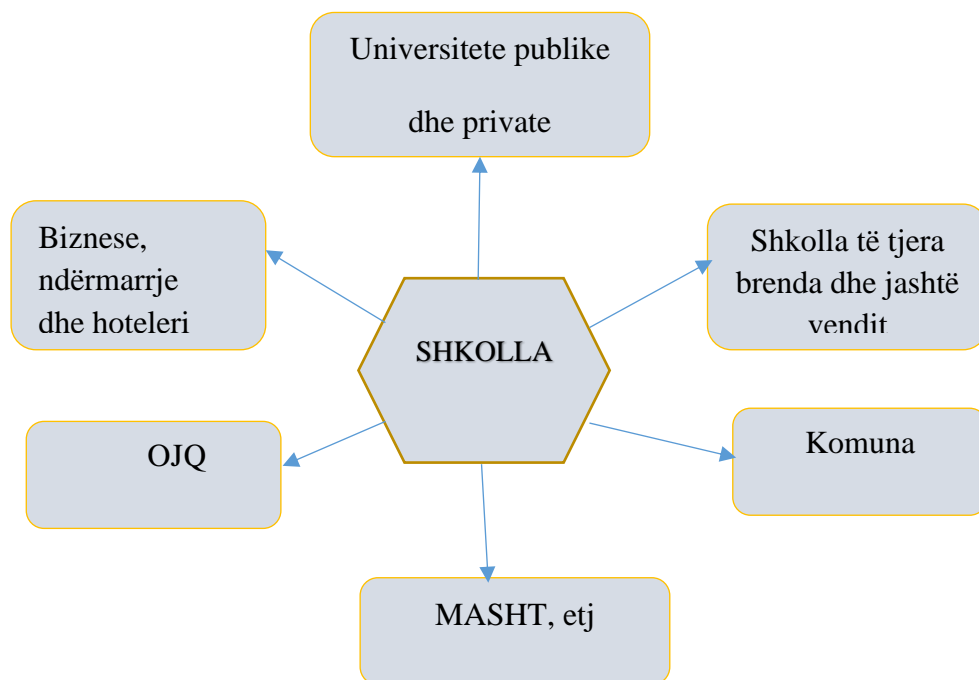 Universitete publike
dhe private
Biznese,
ndërmarrje
dhe hoteleri
Shkolla të tjera
brenda dhe jashtë
vendit
SHKOLLA
OJQ
Komuna
MASHT, etj